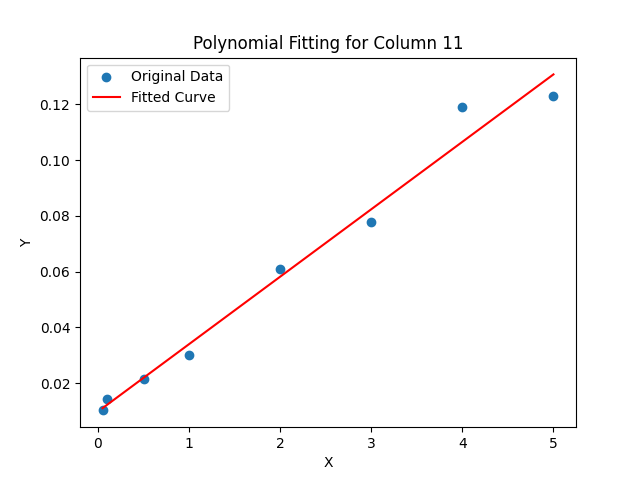 Polynomial Fitting for Column 11
Original Data
Fitted Curve
0.12
0.10
0.08
0.06
0.04
0.02
Y
0 1 2 3 4 5
X